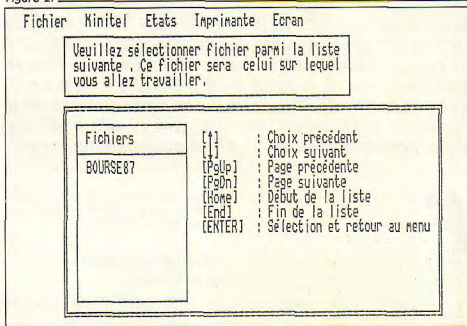 Figure 2.
Fichier Minitel Etats Imprimante Ecran
Veuillez sélectionner fichier parmi la liste
suivante . Ce fichier sera celui sur lequel
vous allez travailler.
Fichiers
BOURSE87
[↑] : Choix précédent
[↓] : Choix suivant
[PgUp] : Page précédente
[PgDn] : Page suivante
[Home] : Début de la liste
[End] : Fin de la liste
[ENTER] : Sélection et retour au menu